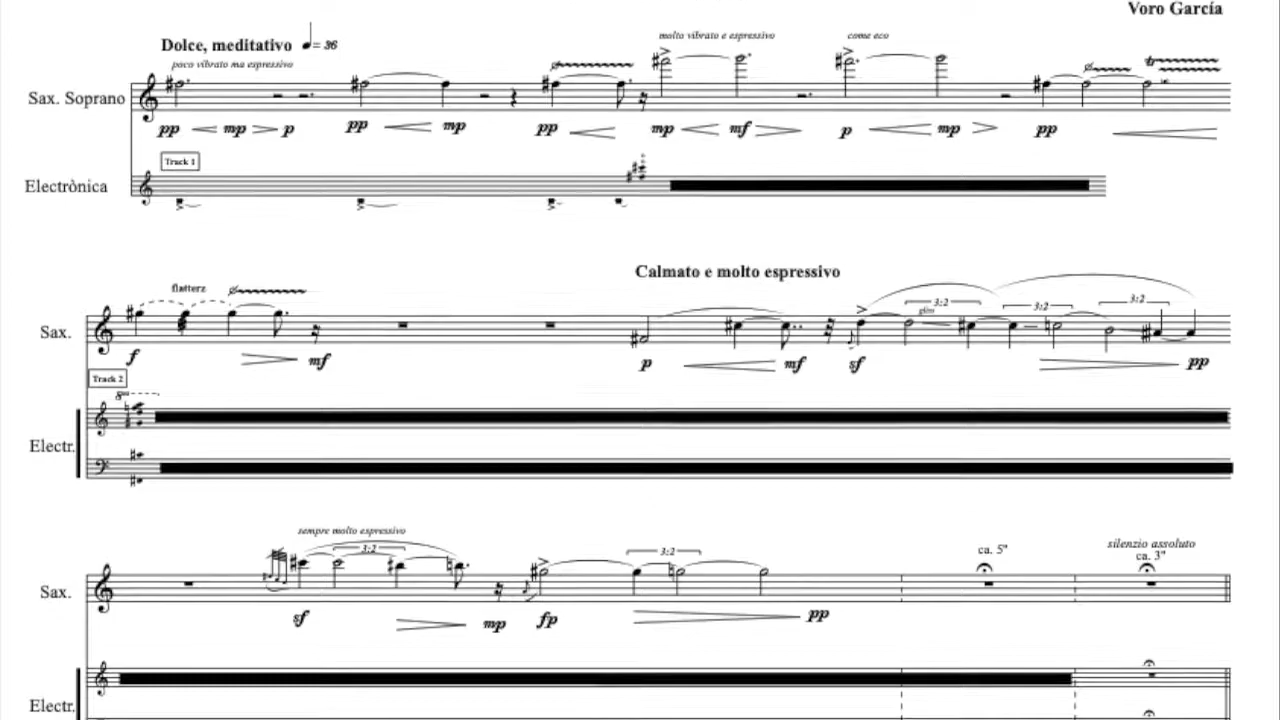 Voro García
Dolce, meditativo = 36
molto vibrato e espressivo come eco
poco vibrato ma espressivo
Sax. Soprano
pp mp p pp mp pp mp mf p mp pp
Track 1
Electrònica
Calmato e molto espressivo
flatterz
3:2 3:2 3:2
gliss
Sax.
f mf p mf sf pp
Track 2
8va
Electr.
sempre molto espressivo
silenzio assoluto
ca. 5" ca. 3"
3:2 3:2
Sax.
sf mp fp pp
Electr.